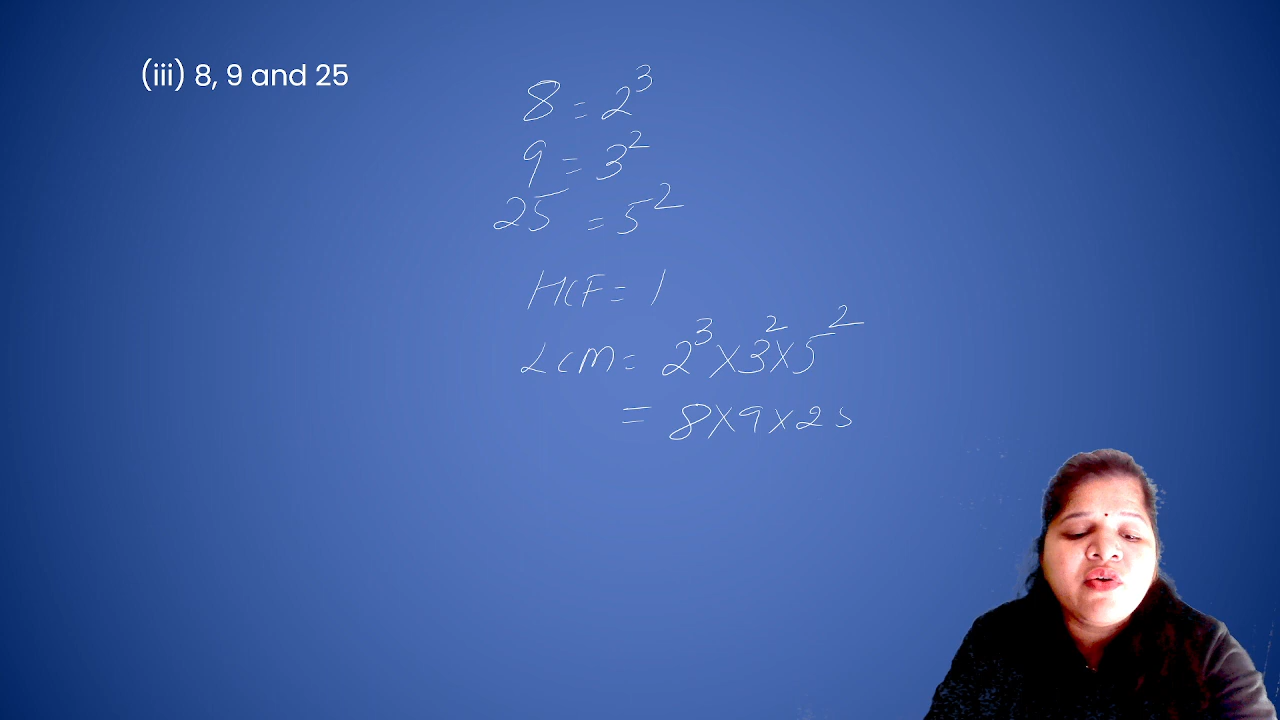 (iii) 8, 9 and 25
8 = 2³
9 = 3²
25 = 5²
HCF = 1
LCM = 2³ × 3² × 5²
= 8 × 9 × 25